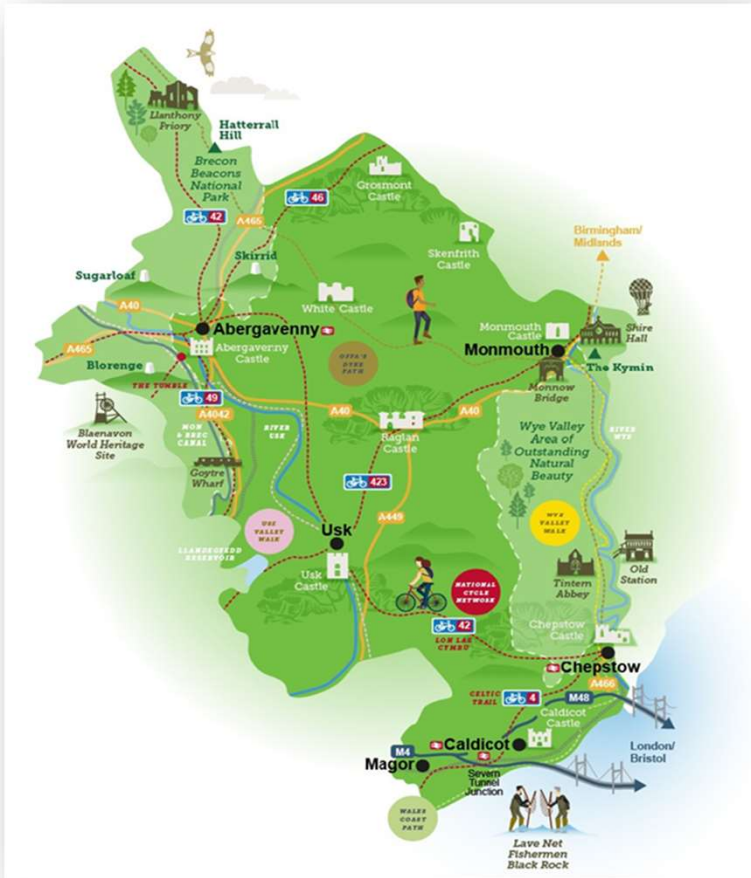 Llanthony
Priory
Hatterrall
Hill
Brecon
Beacons
National
Park
42
A465
46
Grosmont
Castle
Skenfrith
Castle
Birmingham/
Midlands
Sugarloaf
Skirrid
White Castle
A40
Abergavenny
Abergavenny
Castle
A465
Blorenge
THE TUMBLE
OFFA'S
DYKE
PATH
Monmouth
Castle
Monmouth
Shire
Hall
The Kymin
Monnow
Bridge
49
A4042
A40
A40
Raglan
Castle
Blaenavon
World Heritage
Site
MON
& BREC
CANAL
RIVER
USK
Goytre
Wharf
423
A449
Wye Valley
Area of
Outstanding
Natural
Beauty
RIVER
WYE
USK
VALLEY
WALK
Usk
WYE
VALLEY
WALK
LLANDEGFEDD
RESERVOIR
Usk
Castle
NATIONAL
CYCLE
NETWORK
Tintern
Abbey
Old
Station
42
LON LAS
CYMRU
Chepstow
Castle
Chepstow
A466
CELTIC
TRAIL
4
M48
Caldicot
Castle
M4
Caldicot
London/
Bristol
Magor
Severn
Tunnel
Junction
WALES
COAST
PATH
Lave Net
Fishermen
Black Rock